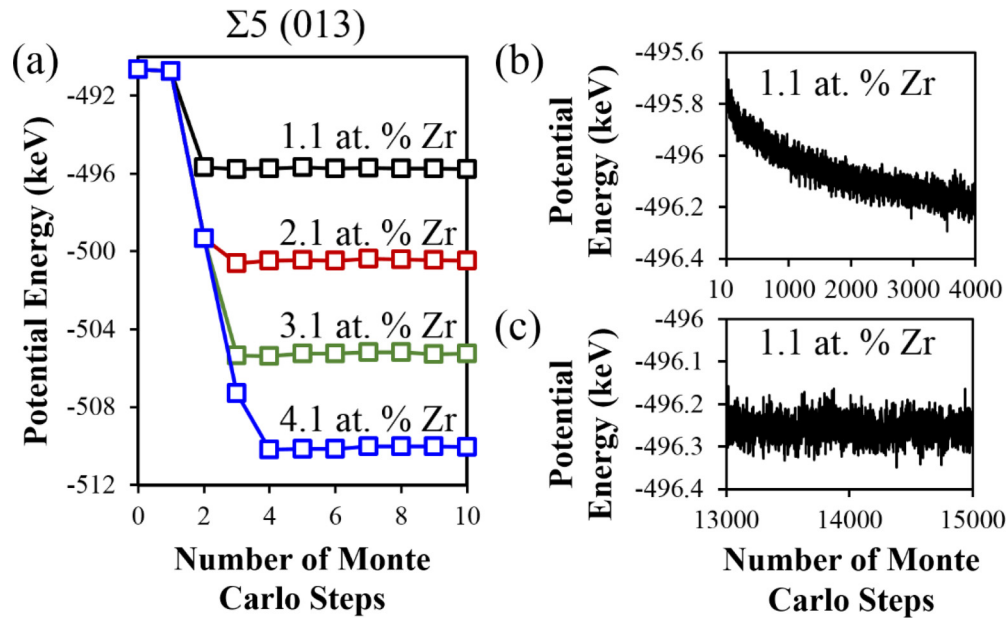 Σ5 (013)
(a)
Potential Energy (keV)
-492
-496
-500
-504
-508
-512
1.1 at. % Zr
2.1 at. % Zr
3.1 at. % Zr
4.1 at. % Zr
0 2 4 6 8 10
Number of Monte
Carlo Steps
(b)
Potential
Energy (keV)
-495.6
-495.8
-496
-496.2
-496.4
1.1 at. % Zr
10 1000 2000 3000 4000
(c)
Potential
Energy (keV)
-496
-496.1
-496.2
-496.3
-496.4
1.1 at. % Zr
13000 14000 15000
Number of Monte
Carlo Steps